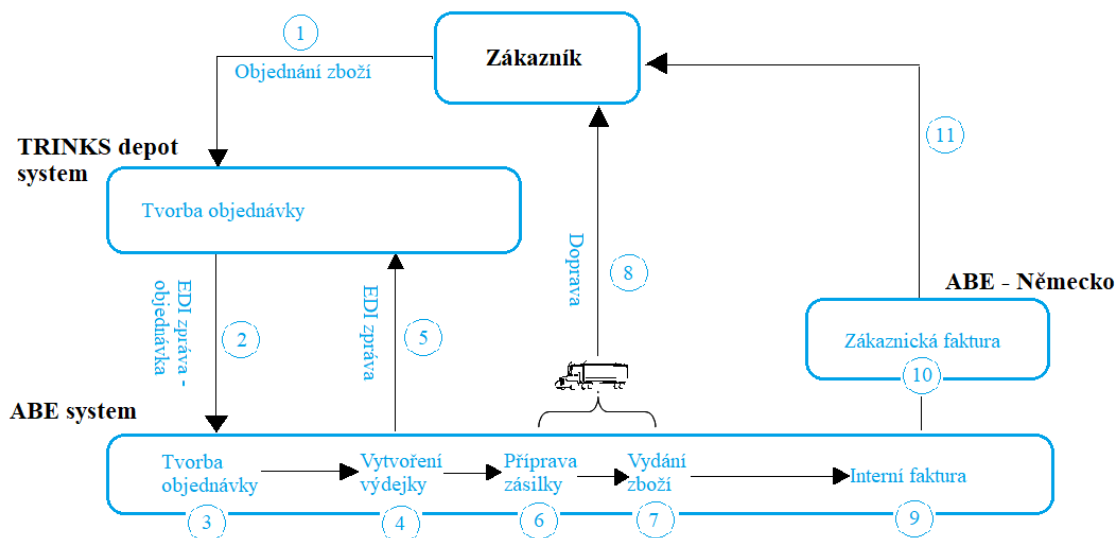 1
Zákazník
Objednání zboží
11
TRINKS depot
system
Tvorba objednávky
Doprava
8
ABE - Německo
EDI zpráva -
objednávka
2
EDI zpráva
5
Zákaznická faktura
10
ABE system
Tvorba
objednávky
Vytvoření
výdejky
Příprava
zásilky
Vydání
zboží
Interní faktura
3
4
6
7
9